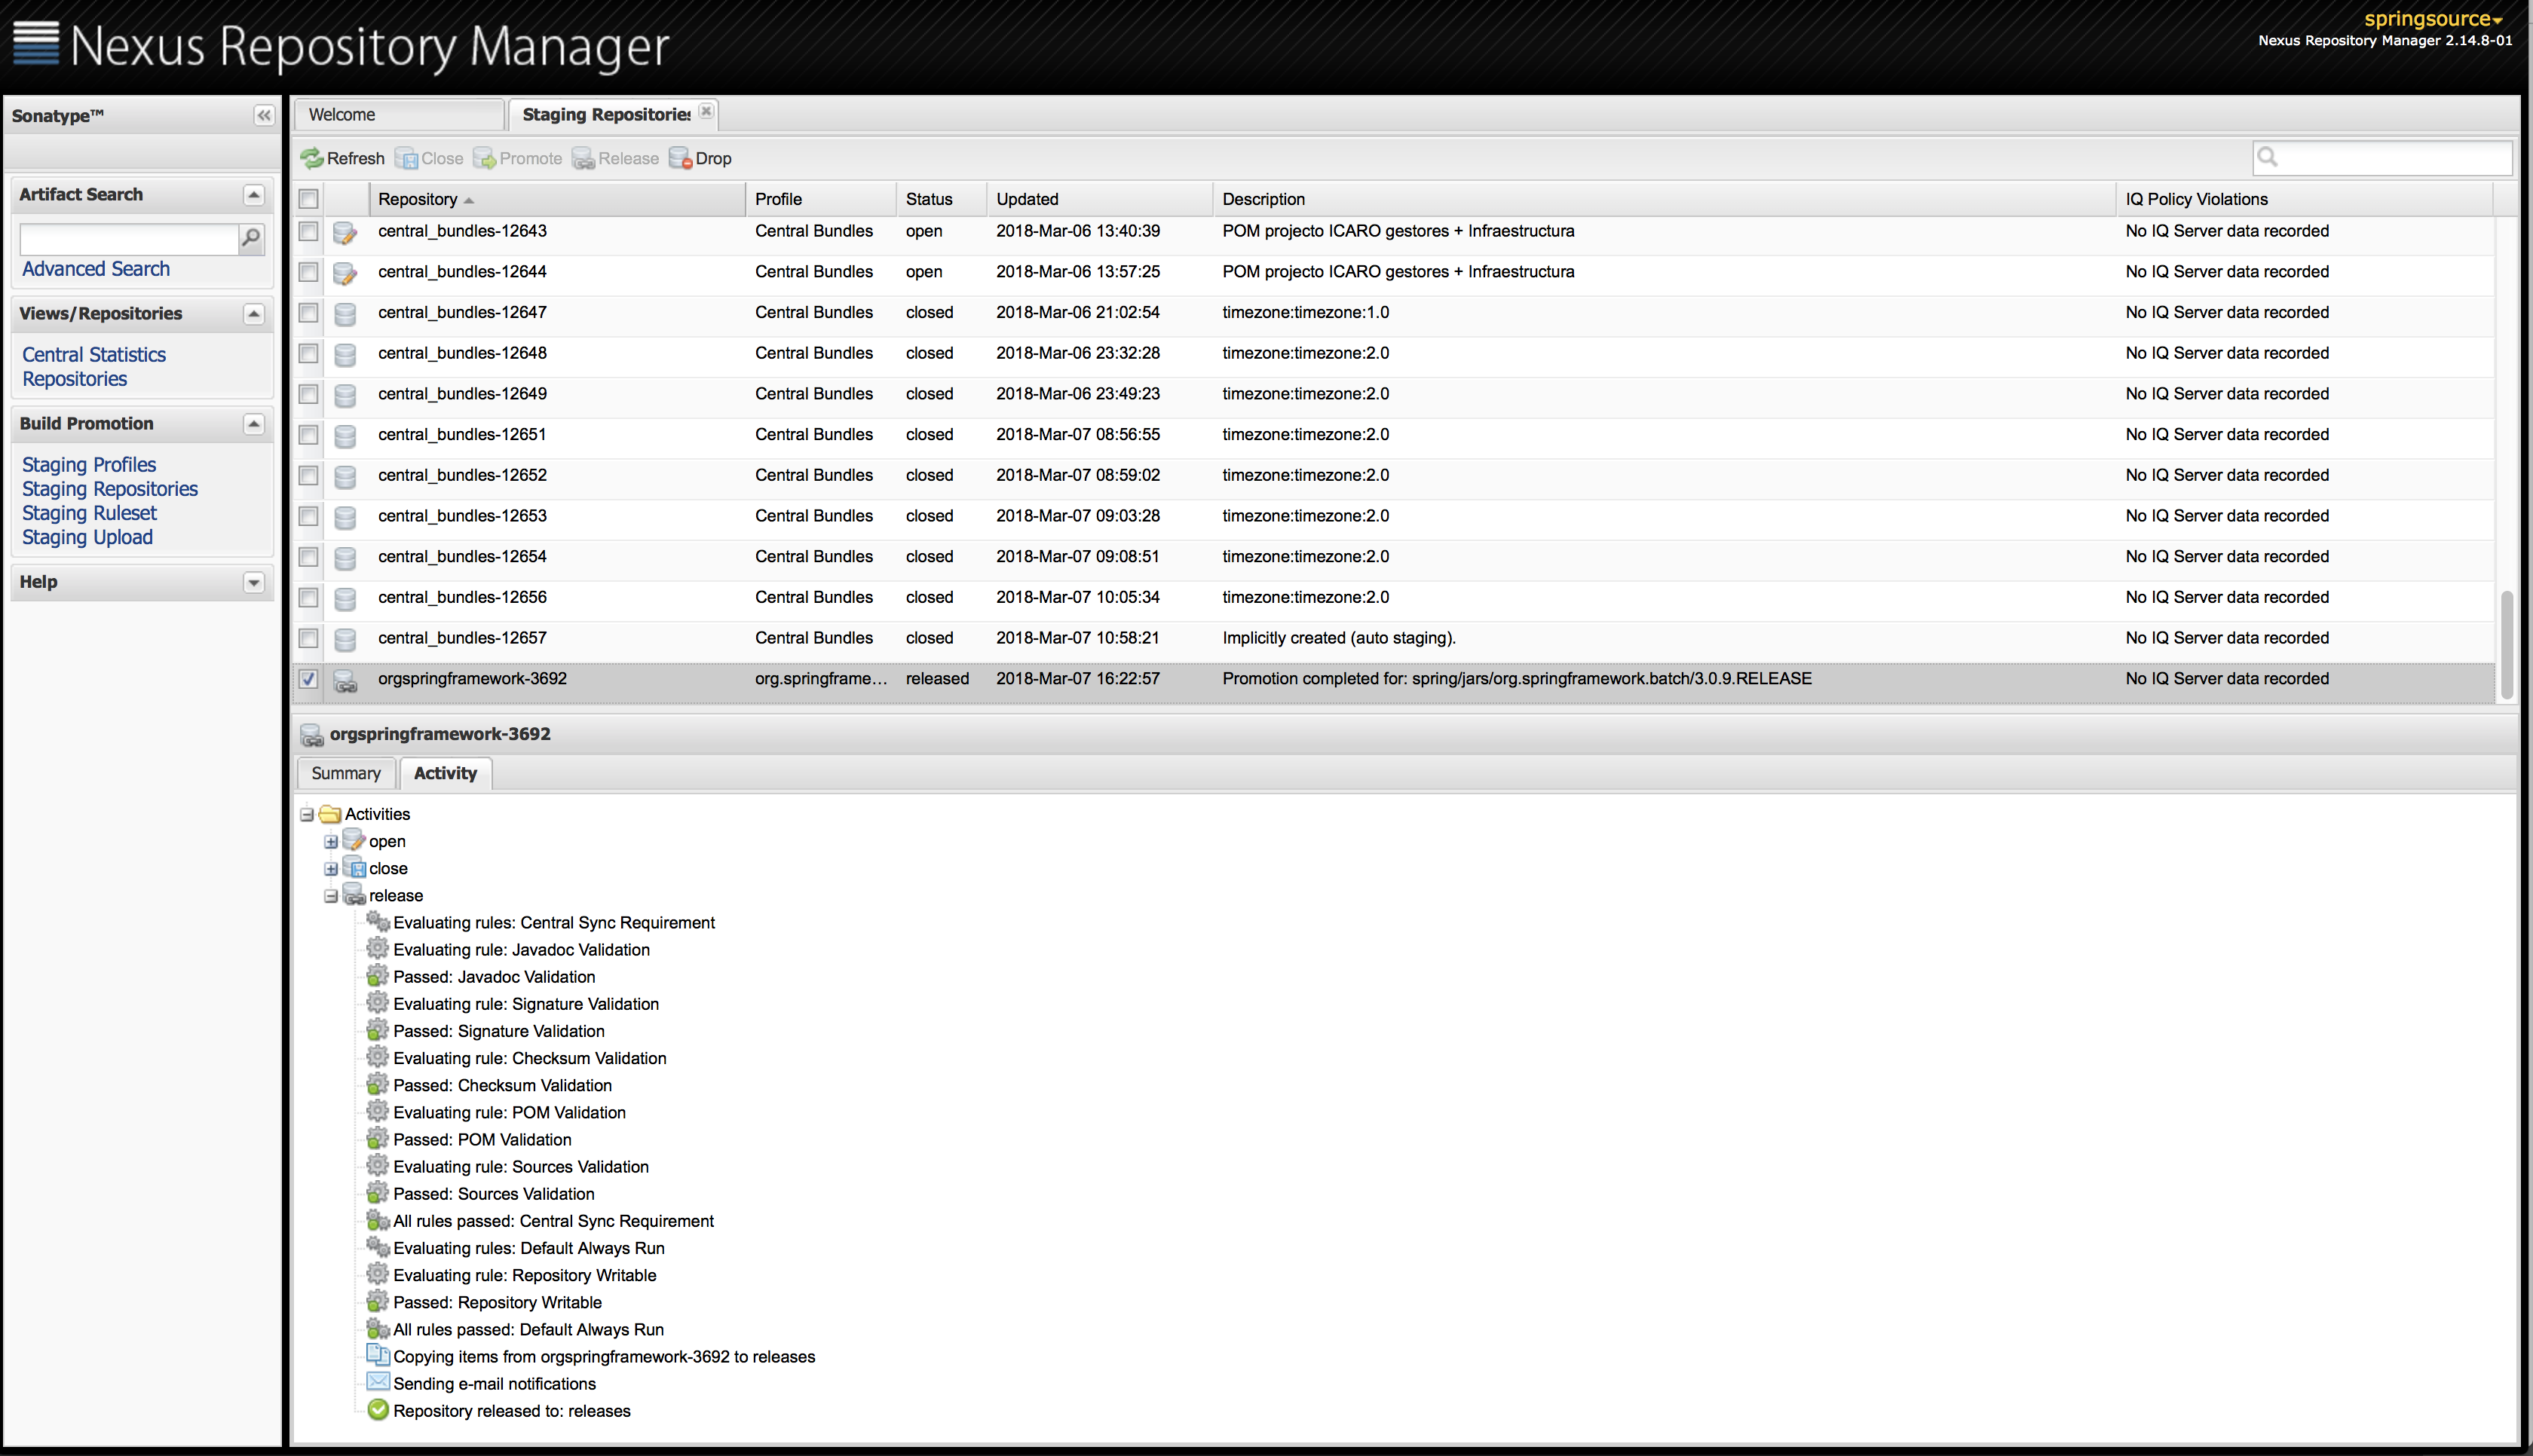 Nexus Repository Manager
springsource
Nexus Repository Manager 2.14.8-01
Sonatype™
Artifact Search
Advanced Search
Views/Repositories
Central Statistics
Repositories
Build Promotion
Staging Profiles
Staging Repositories
Staging Ruleset
Staging Upload
Help
Welcome Staging Repositories
Refresh Close Promote Release Drop
Repository Profile Status Updated Description IQ Policy Violations
central_bundles-12643 Central Bundles open 2018-Mar-06 13:40:39 POM projecto ICARO gestores + Infraestructura No IQ Server data recorded
central_bundles-12644 Central Bundles open 2018-Mar-06 13:57:25 POM projecto ICARO gestores + Infraestructura No IQ Server data recorded
central_bundles-12647 Central Bundles closed 2018-Mar-06 21:02:54 timezone:timezone:1.0 No IQ Server data recorded
central_bundles-12648 Central Bundles closed 2018-Mar-06 23:32:28 timezone:timezone:2.0 No IQ Server data recorded
central_bundles-12649 Central Bundles closed 2018-Mar-06 23:49:23 timezone:timezone:2.0 No IQ Server data recorded
central_bundles-12651 Central Bundles closed 2018-Mar-07 08:56:55 timezone:timezone:2.0 No IQ Server data recorded
central_bundles-12652 Central Bundles closed 2018-Mar-07 08:59:02 timezone:timezone:2.0 No IQ Server data recorded
central_bundles-12653 Central Bundles closed 2018-Mar-07 09:03:28 timezone:timezone:2.0 No IQ Server data recorded
central_bundles-12654 Central Bundles closed 2018-Mar-07 09:08:51 timezone:timezone:2.0 No IQ Server data recorded
central_bundles-12656 Central Bundles closed 2018-Mar-07 10:05:34 timezone:timezone:2.0 No IQ Server data recorded
central_bundles-12657 Central Bundles closed 2018-Mar-07 10:58:21 Implicitly created (auto staging). No IQ Server data recorded
orgspringframework-3692 org.springframe... released 2018-Mar-07 16:22:57 Promotion completed for: spring/jars/org.springframework.batch/3.0.9.RELEASE No IQ Server data recorded
orgspringframework-3692
Summary Activity
Activities
open
close
release
Evaluating rules: Central Sync Requirement
Evaluating rule: Javadoc Validation
Passed: Javadoc Validation
Evaluating rule: Signature Validation
Passed: Signature Validation
Evaluating rule: Checksum Validation
Passed: Checksum Validation
Evaluating rule: POM Validation
Passed: POM Validation
Evaluating rule: Sources Validation
Passed: Sources Validation
All rules passed: Central Sync Requirement
Evaluating rules: Default Always Run
Evaluating rule: Repository Writable
Passed: Repository Writable
All rules passed: Default Always Run
Copying items from orgspringframework-3692 to releases
Sending e-mail notifications
Repository released to: releases